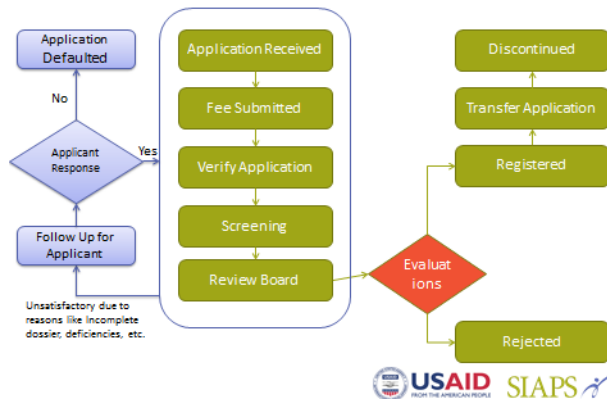 Application
Defaulted
No
Applicant
Response
Yes
Follow Up for
Applicant
Unsatisfactory due to
reasons like Incomplete
dossier, deficiencies, etc.
Application Received
Fee Submitted
Verify Application
Screening
Review Board
Evaluat
ions
Discontinued
Transfer Application
Registered
Rejected
USAID
FROM THE AMERICAN PEOPLE
SIAPS